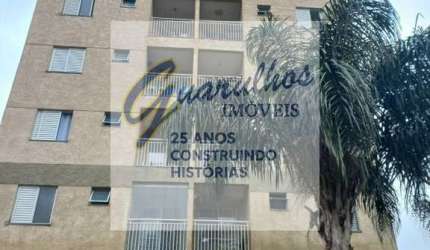 Guarulhos
IMÓVEIS
25 ANOS
CONSTRUINDO
HISTÓRIAS